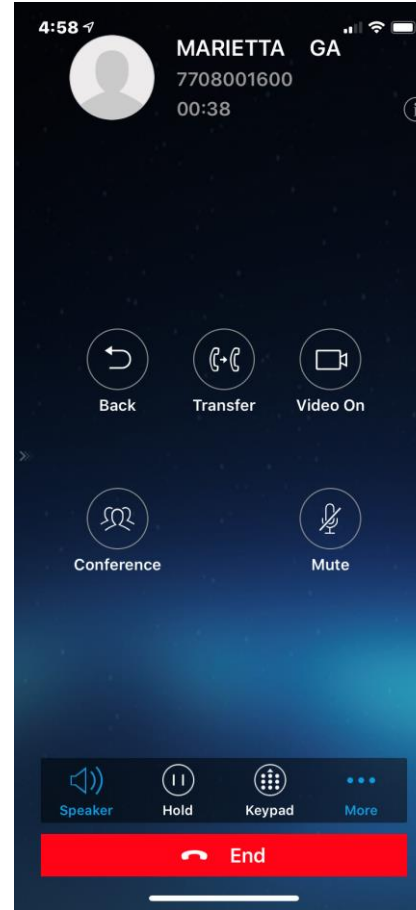 4:58
MARIETTA GA
7708001600
00:38
Back Transfer Video On
Conference Mute
Speaker Hold Keypad More
End